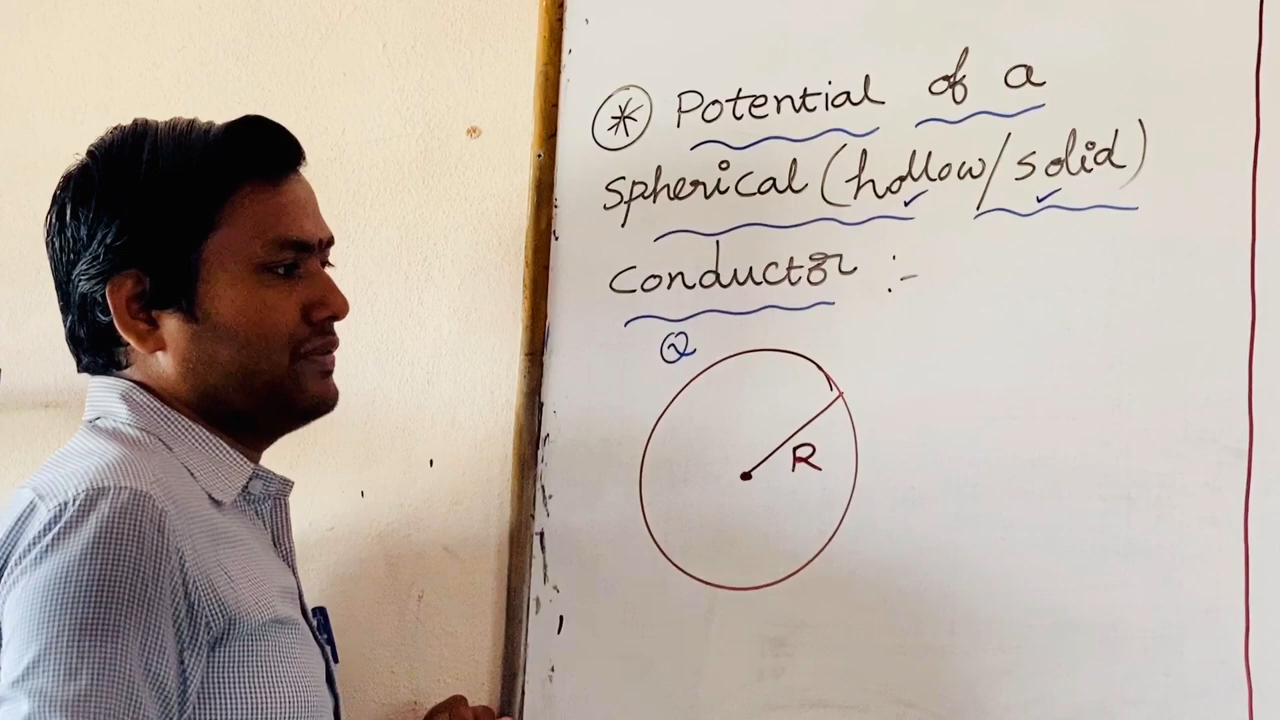 * Potential of a
Spherical (hollow/solid)
Conductor :-
Q
R